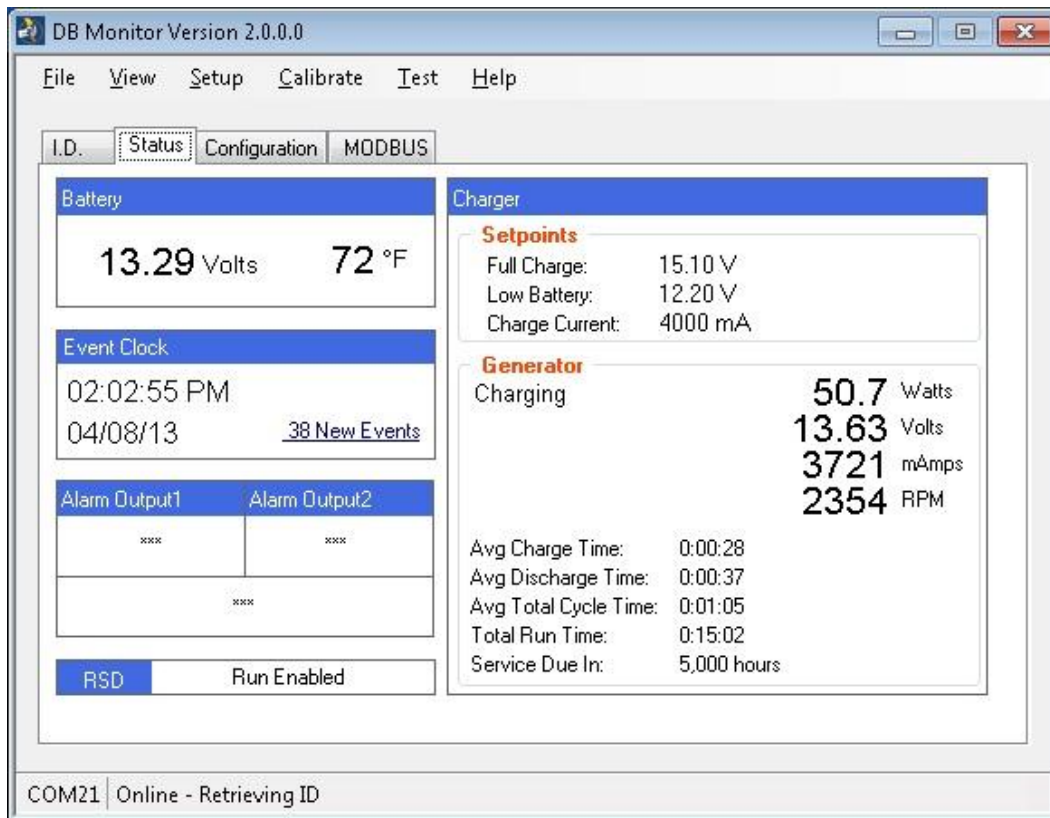 DB Monitor Version 2.0.0.0
File View Setup Calibrate Test Help
I.D. Status Configuration MODBUS
Battery
13.29 Volts 72 °F
Event Clock
02:02:55 PM
04/08/13 38 New Events
Alarm Output1 Alarm Output2
*** ***
***
RSD Run Enabled
Charger
Setpoints
Full Charge: 15.10 V
Low Battery: 12.20 V
Charge Current: 4000 mA
Generator
Charging 50.7 Watts
13.63 Volts
3721 mAmps
2354 RPM
Avg Charge Time: 0:00:28
Avg Discharge Time: 0:00:37
Avg Total Cycle Time: 0:01:05
Total Run Time: 0:15:02
Service Due In: 5,000 hours
COM21 Online - Retrieving ID